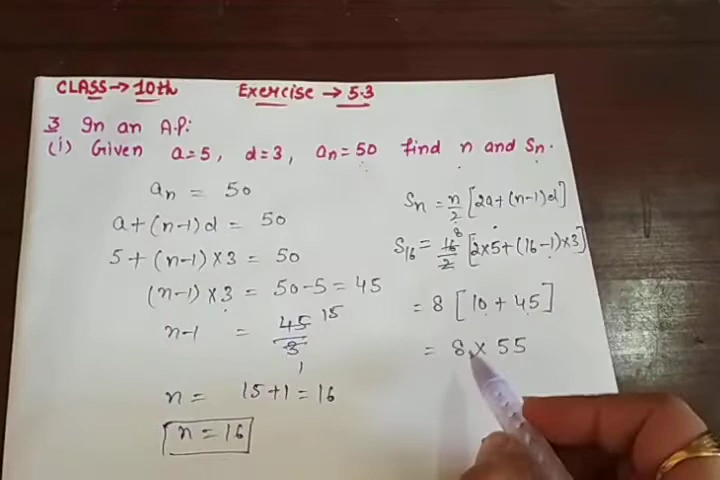 CLASS → 10th Exercise → 5.3
3 In an A.P:
(i) Given a=5, d=3, an=50 find n and Sn.
an = 50
a+(n-1)d = 50
5+(n-1)×3 = 50
(n-1)×3 = 50-5 = 45
n-1 = 45/3 15 1
n = 15+1 = 16
n = 16
Sn = n/2 [2a+(n-1)d]
S16 = 16/2 8 [2×5+(16-1)×3]
= 8 [10+45]
= 8×55